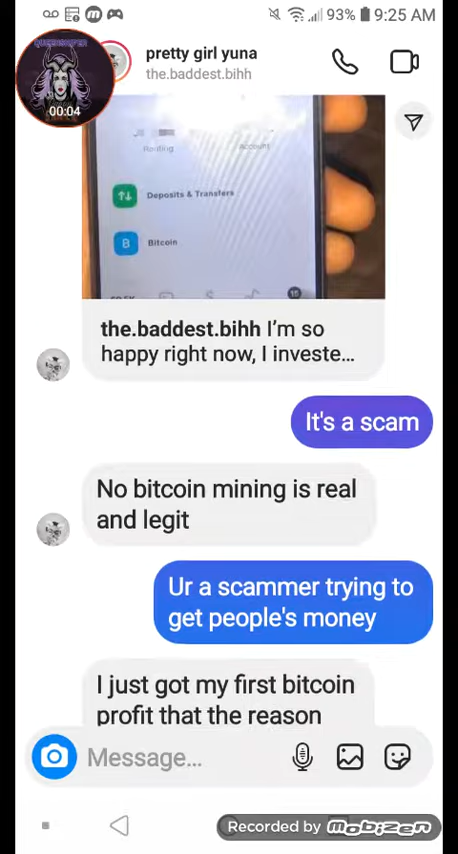 93% 9:25 AM
pretty girl yuna
the.baddest.bihh
00:04
Routing Account
Deposits & Transfers
B Bitcoin
the.baddest.bihh I'm so
happy right now, I investe...
It's a scam
No bitcoin mining is real
and legit
Ur a scammer trying to
get people's money
I just got my first bitcoin
profit that the reason
Message...
Recorded by mobizen